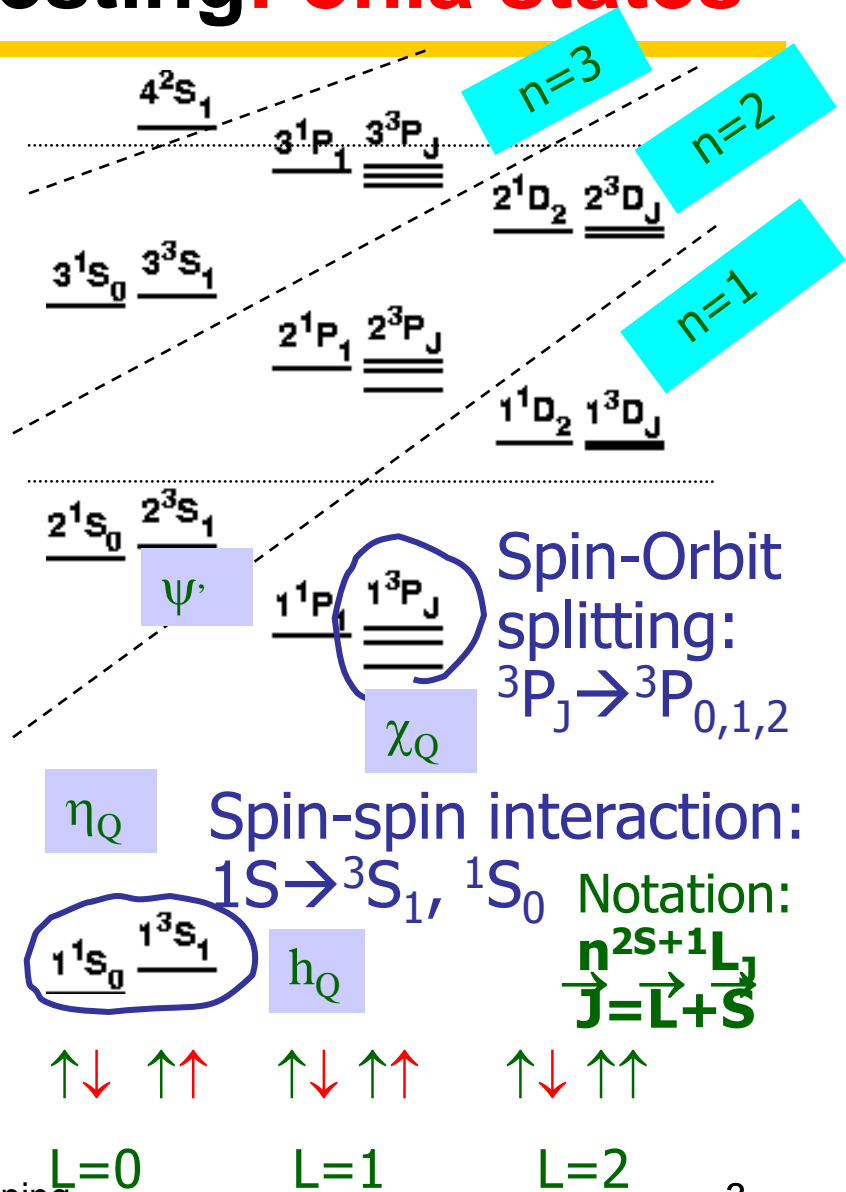 Onia states
n=3
4²S₁
3¹P₁ 3³P_J
n=2
2¹D₂ 2³D_J
3¹S₀ 3³S₁
n=1
2¹P₁ 2³P_J
1¹D₂ 1³D_J
2¹S₀ 2³S₁
ψ’
1¹P₁ 1³P_J
Spin-Orbit
splitting:
³P_J→³P₀,₁,₂
χ_Q
η_Q
Spin-spin interaction:
1S→³S₁, ¹S₀
Notation:
n²ˢ⁺¹L_J
J⃗=L⃗+S⃗
1¹S₀ 1³S₁
h_Q
↑↓ ↑↑ ↑↓ ↑↑ ↑↓ ↑↑
L=0 L=1 L=2